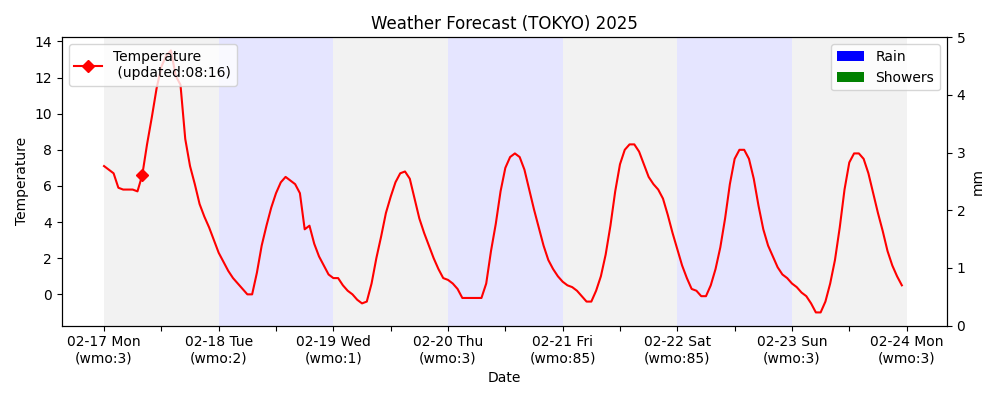 Weather Forecast (TOKYO) 2025
Temperature
(updated:08:16)
Rain
Showers
14
12
10
8
6
4
2
0
Temperature
5
4
3
2
1
0
mm
02-17 Mon
(wmo:3)
02-18 Tue
(wmo:2)
02-19 Wed
(wmo:1)
02-20 Thu
(wmo:3)
02-21 Fri
(wmo:85)
02-22 Sat
(wmo:85)
02-23 Sun
(wmo:3)
02-24 Mon
(wmo:3)
Date